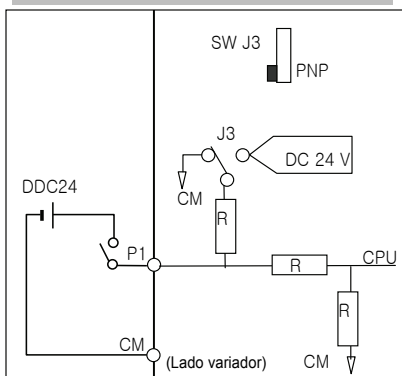 SW J3
PNP
J3
DC 24 V
DDC24
CM
R
P1
R
CPU
R
CM
(Lado variador)
CM